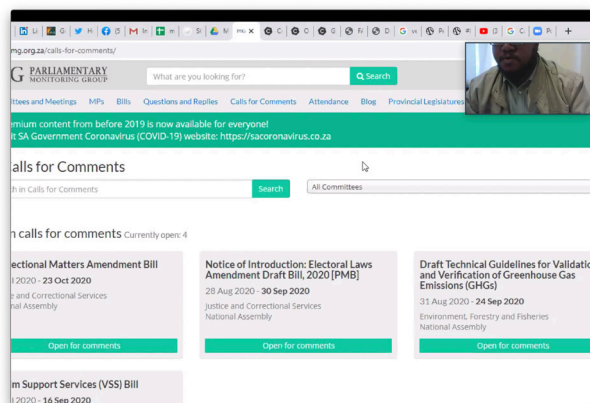 mg.org.za/calls-for-comments/
G PARLIAMENTARY
MONITORING GROUP
What are you looking for?
Search
ittees and Meetings MPs Bills Questions and Replies Calls for Comments Attendance Blog Provincial Legislatures
emium content from before 2019 is now available for everyone!
it SA Government Coronavirus (COVID-19) website: https://sacoronavirus.co.za
alls for Comments
h in Calls for Comments
Search
All Committees
n calls for comments Currently open: 4
ectional Matters Amendment Bill
l 2020 - 23 Oct 2020
e and Correctional Services
nal Assembly
Open for comments
Notice of Introduction: Electoral Laws
Amendment Draft Bill, 2020 [PMB]
28 Aug 2020 - 30 Sep 2020
Justice and Correctional Services
National Assembly
Open for comments
Draft Technical Guidelines for Validatio
and Verification of Greenhouse Gas
Emissions (GHGs)
31 Aug 2020 - 24 Sep 2020
Environment, Forestry and Fisheries
National Assembly
Open for comments
m Support Services (VSS) Bill
l 2020 - 16 Sep 2020